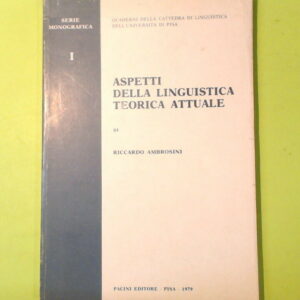 SERIE
MONOGRAFICA
I
QUADERNI DELLA CATTEDRA DI LINGUISTICA
DELL'UNIVERSITÀ DI PISA
ASPETTI
DELLA LINGUISTICA
TEORICA ATTUALE
DI
RICCARDO AMBROSINI
PACINI EDITORE - PISA - 1979